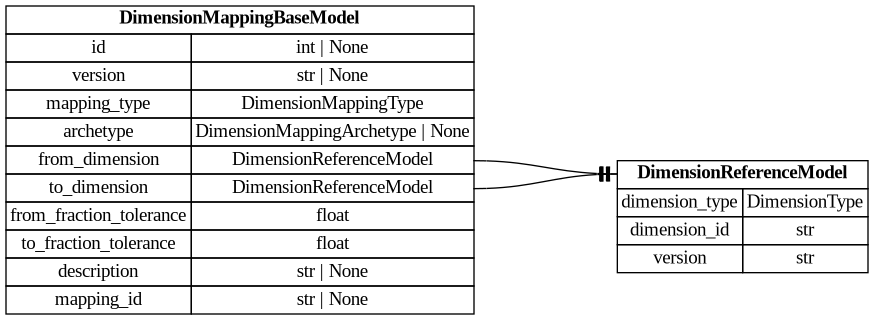 DimensionMappingBaseModel
id int | None
version str | None
mapping_type DimensionMappingType
archetype DimensionMappingArchetype | None
from_dimension DimensionReferenceModel
to_dimension DimensionReferenceModel
from_fraction_tolerance float
to_fraction_tolerance float
description str | None
mapping_id str | None
DimensionReferenceModel
dimension_type DimensionType
dimension_id str
version str